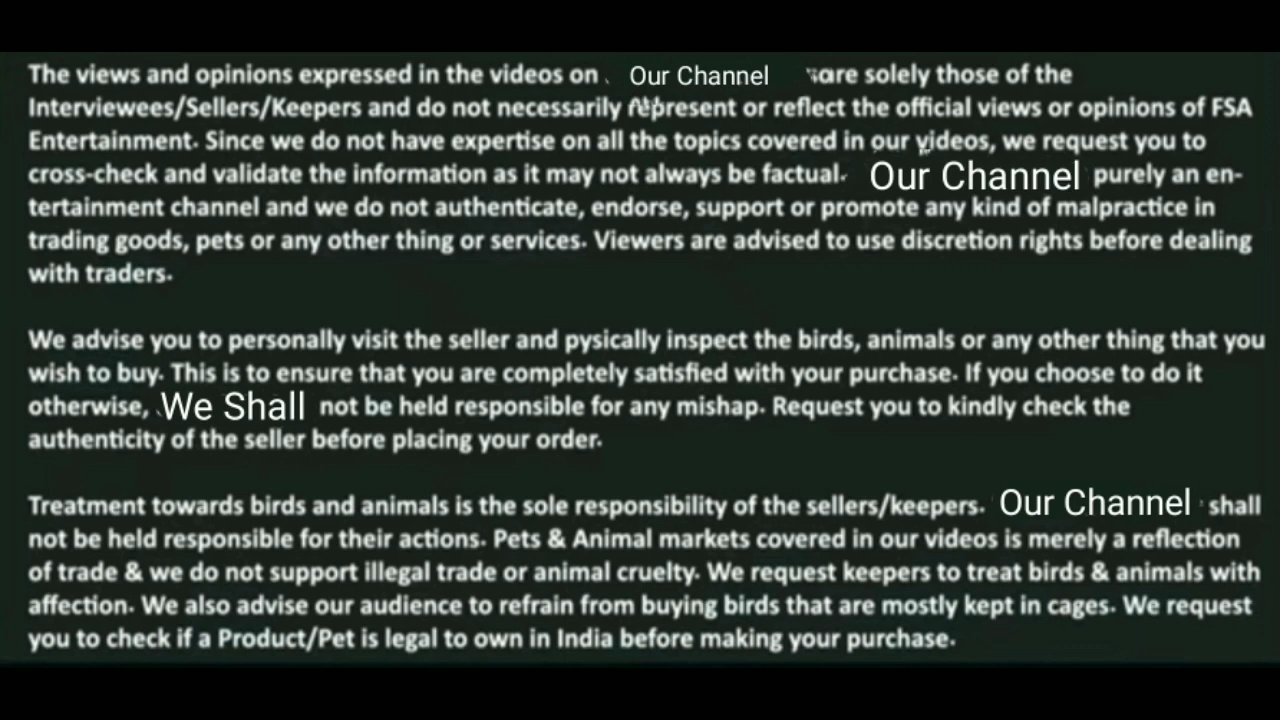 The views and opinions expressed in the videos on Our Channel are solely those of the
Interviewees/Sellers/Keepers and do not necessarily represent or reflect the official views or opinions of FSA
Entertainment. Since we do not have expertise on all the topics covered in our videos, we request you to
cross-check and validate the information as it may not always be factual. Our Channel purely an en-
tertainment channel and we do not authenticate, endorse, support or promote any kind of malpractice in
trading goods, pets or any other thing or services. Viewers are advised to use discretion rights before dealing
with traders.
We advise you to personally visit the seller and pysically inspect the birds, animals or any other thing that you
wish to buy. This is to ensure that you are completely satisfied with your purchase. If you choose to do it
otherwise, We Shall not be held responsible for any mishap. Request you to kindly check the
authenticity of the seller before placing your order.
Treatment towards birds and animals is the sole responsibility of the sellers/keepers. Our Channel shall
not be held responsible for their actions. Pets & Animal markets covered in our videos is merely a reflection
of trade & we do not support illegal trade or animal cruelty. We request keepers to treat birds & animals with
affection. We also advise our audience to refrain from buying birds that are mostly kept in cages. We request
you to check if a Product/Pet is legal to own in India before making your purchase.